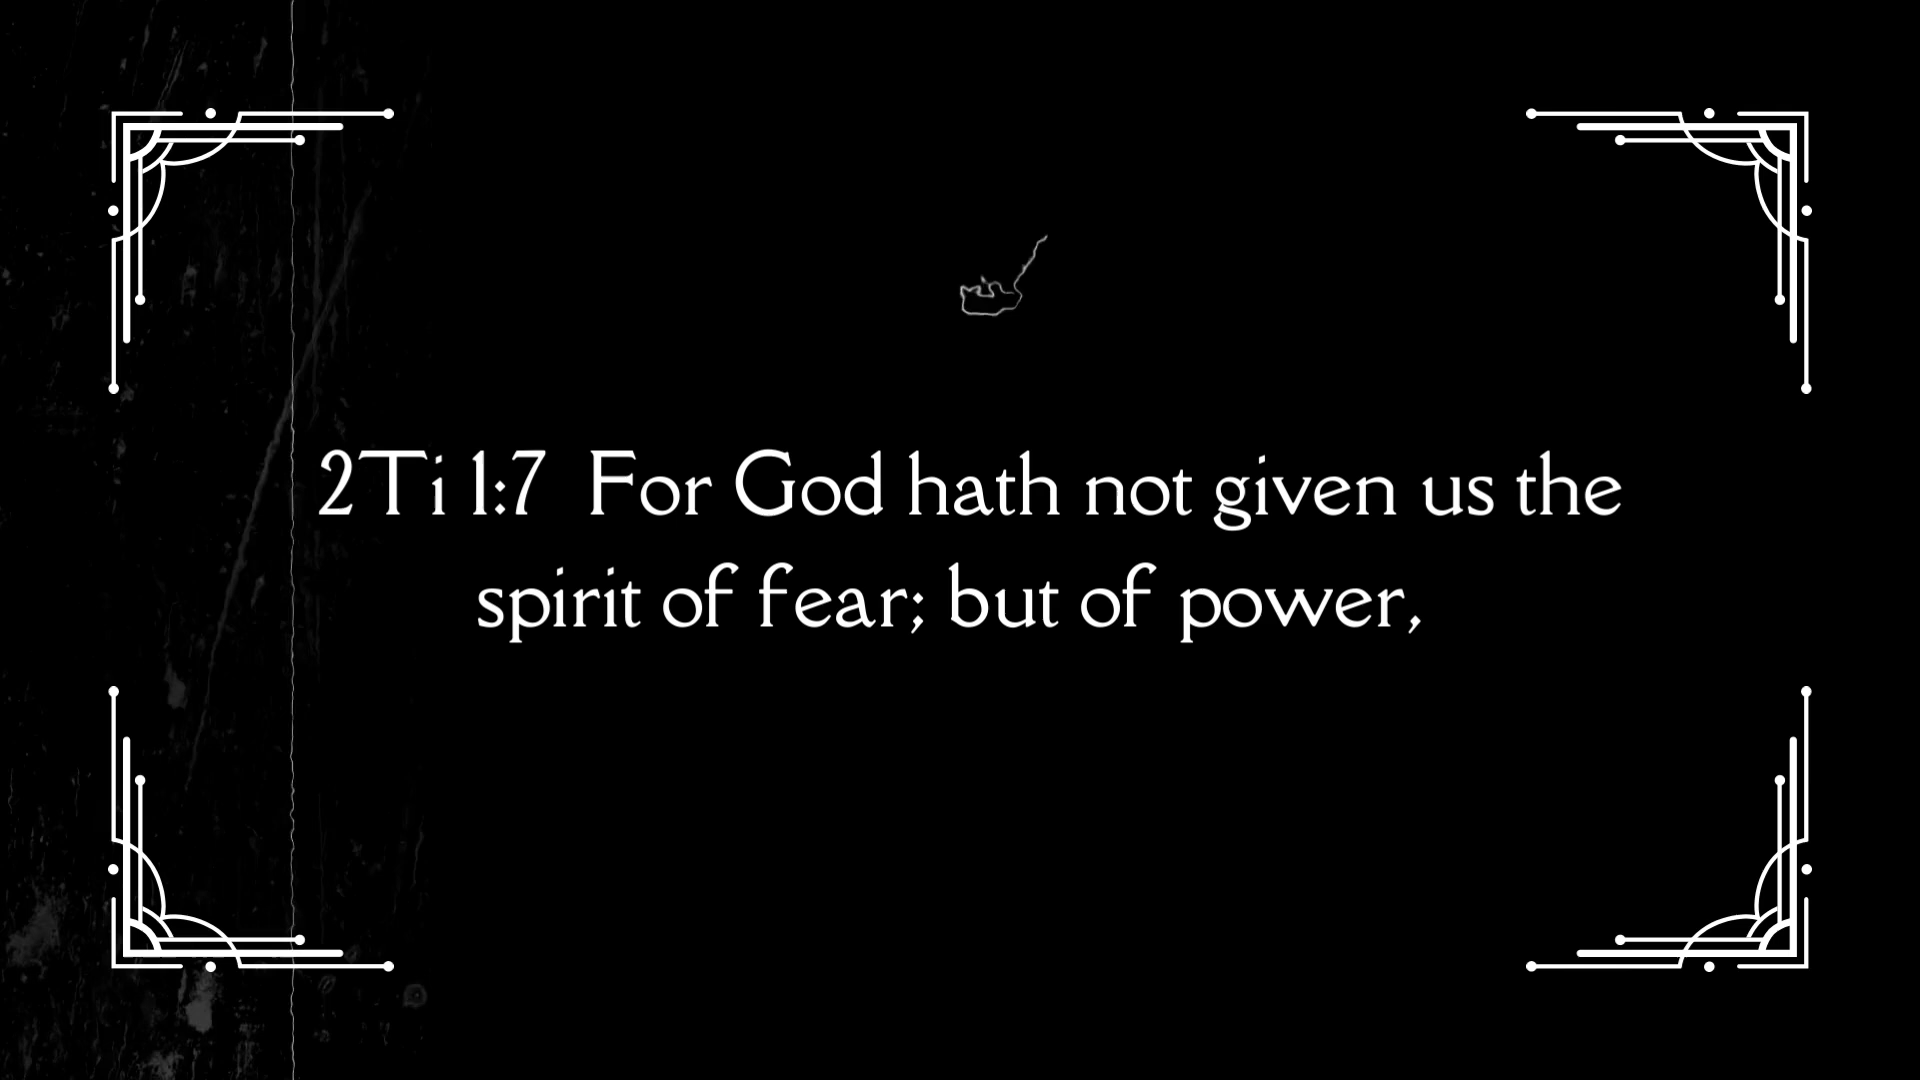 2Ti 1:7  For God hath not given us the
spirit of fear; but of power,